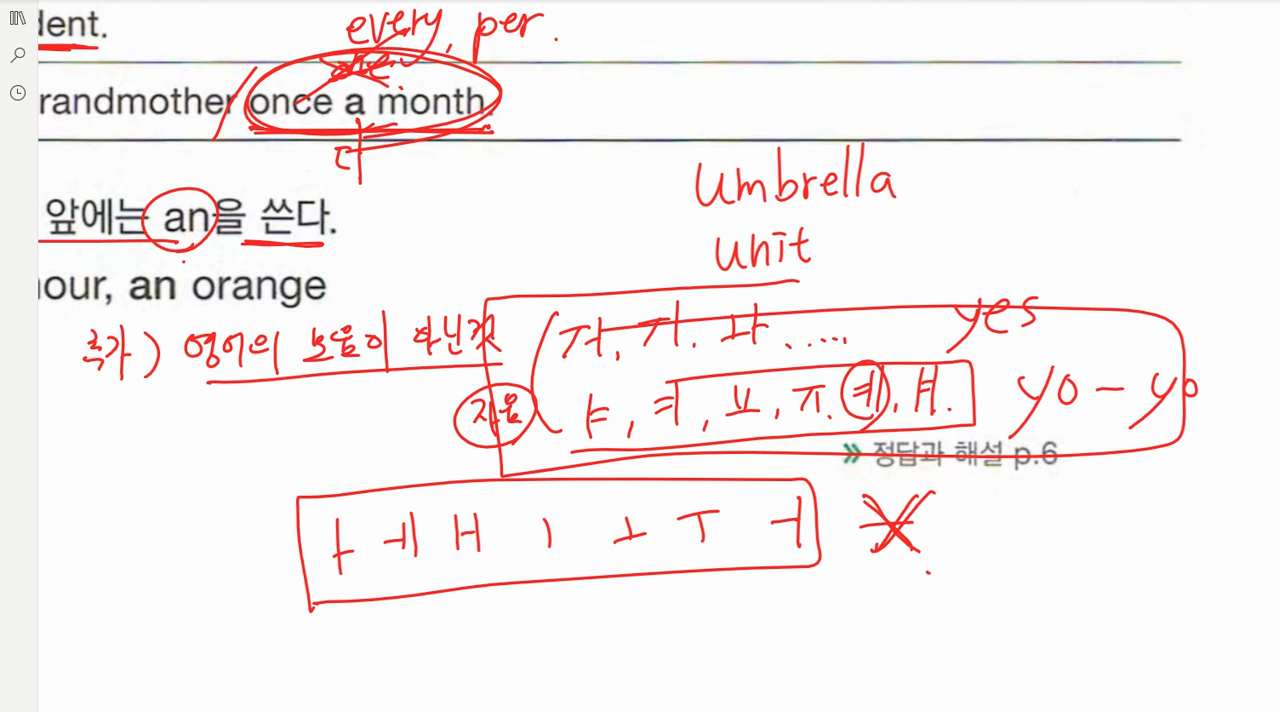 dent.
every, per.
randmother once a month.
Umbrella
앞에는 an을 쓴다.
unit
our, an orange
추가) 영어의 모음이 아닌것
yes
자음
ㅑ, ㅕ, ㅛ, ㅠ, ㅖ, ㅒ.
yo - yo
정답과 해설 p.6
ㅏ ㅔ ㅐ ㅣ ㅗ ㅜ ㅓ